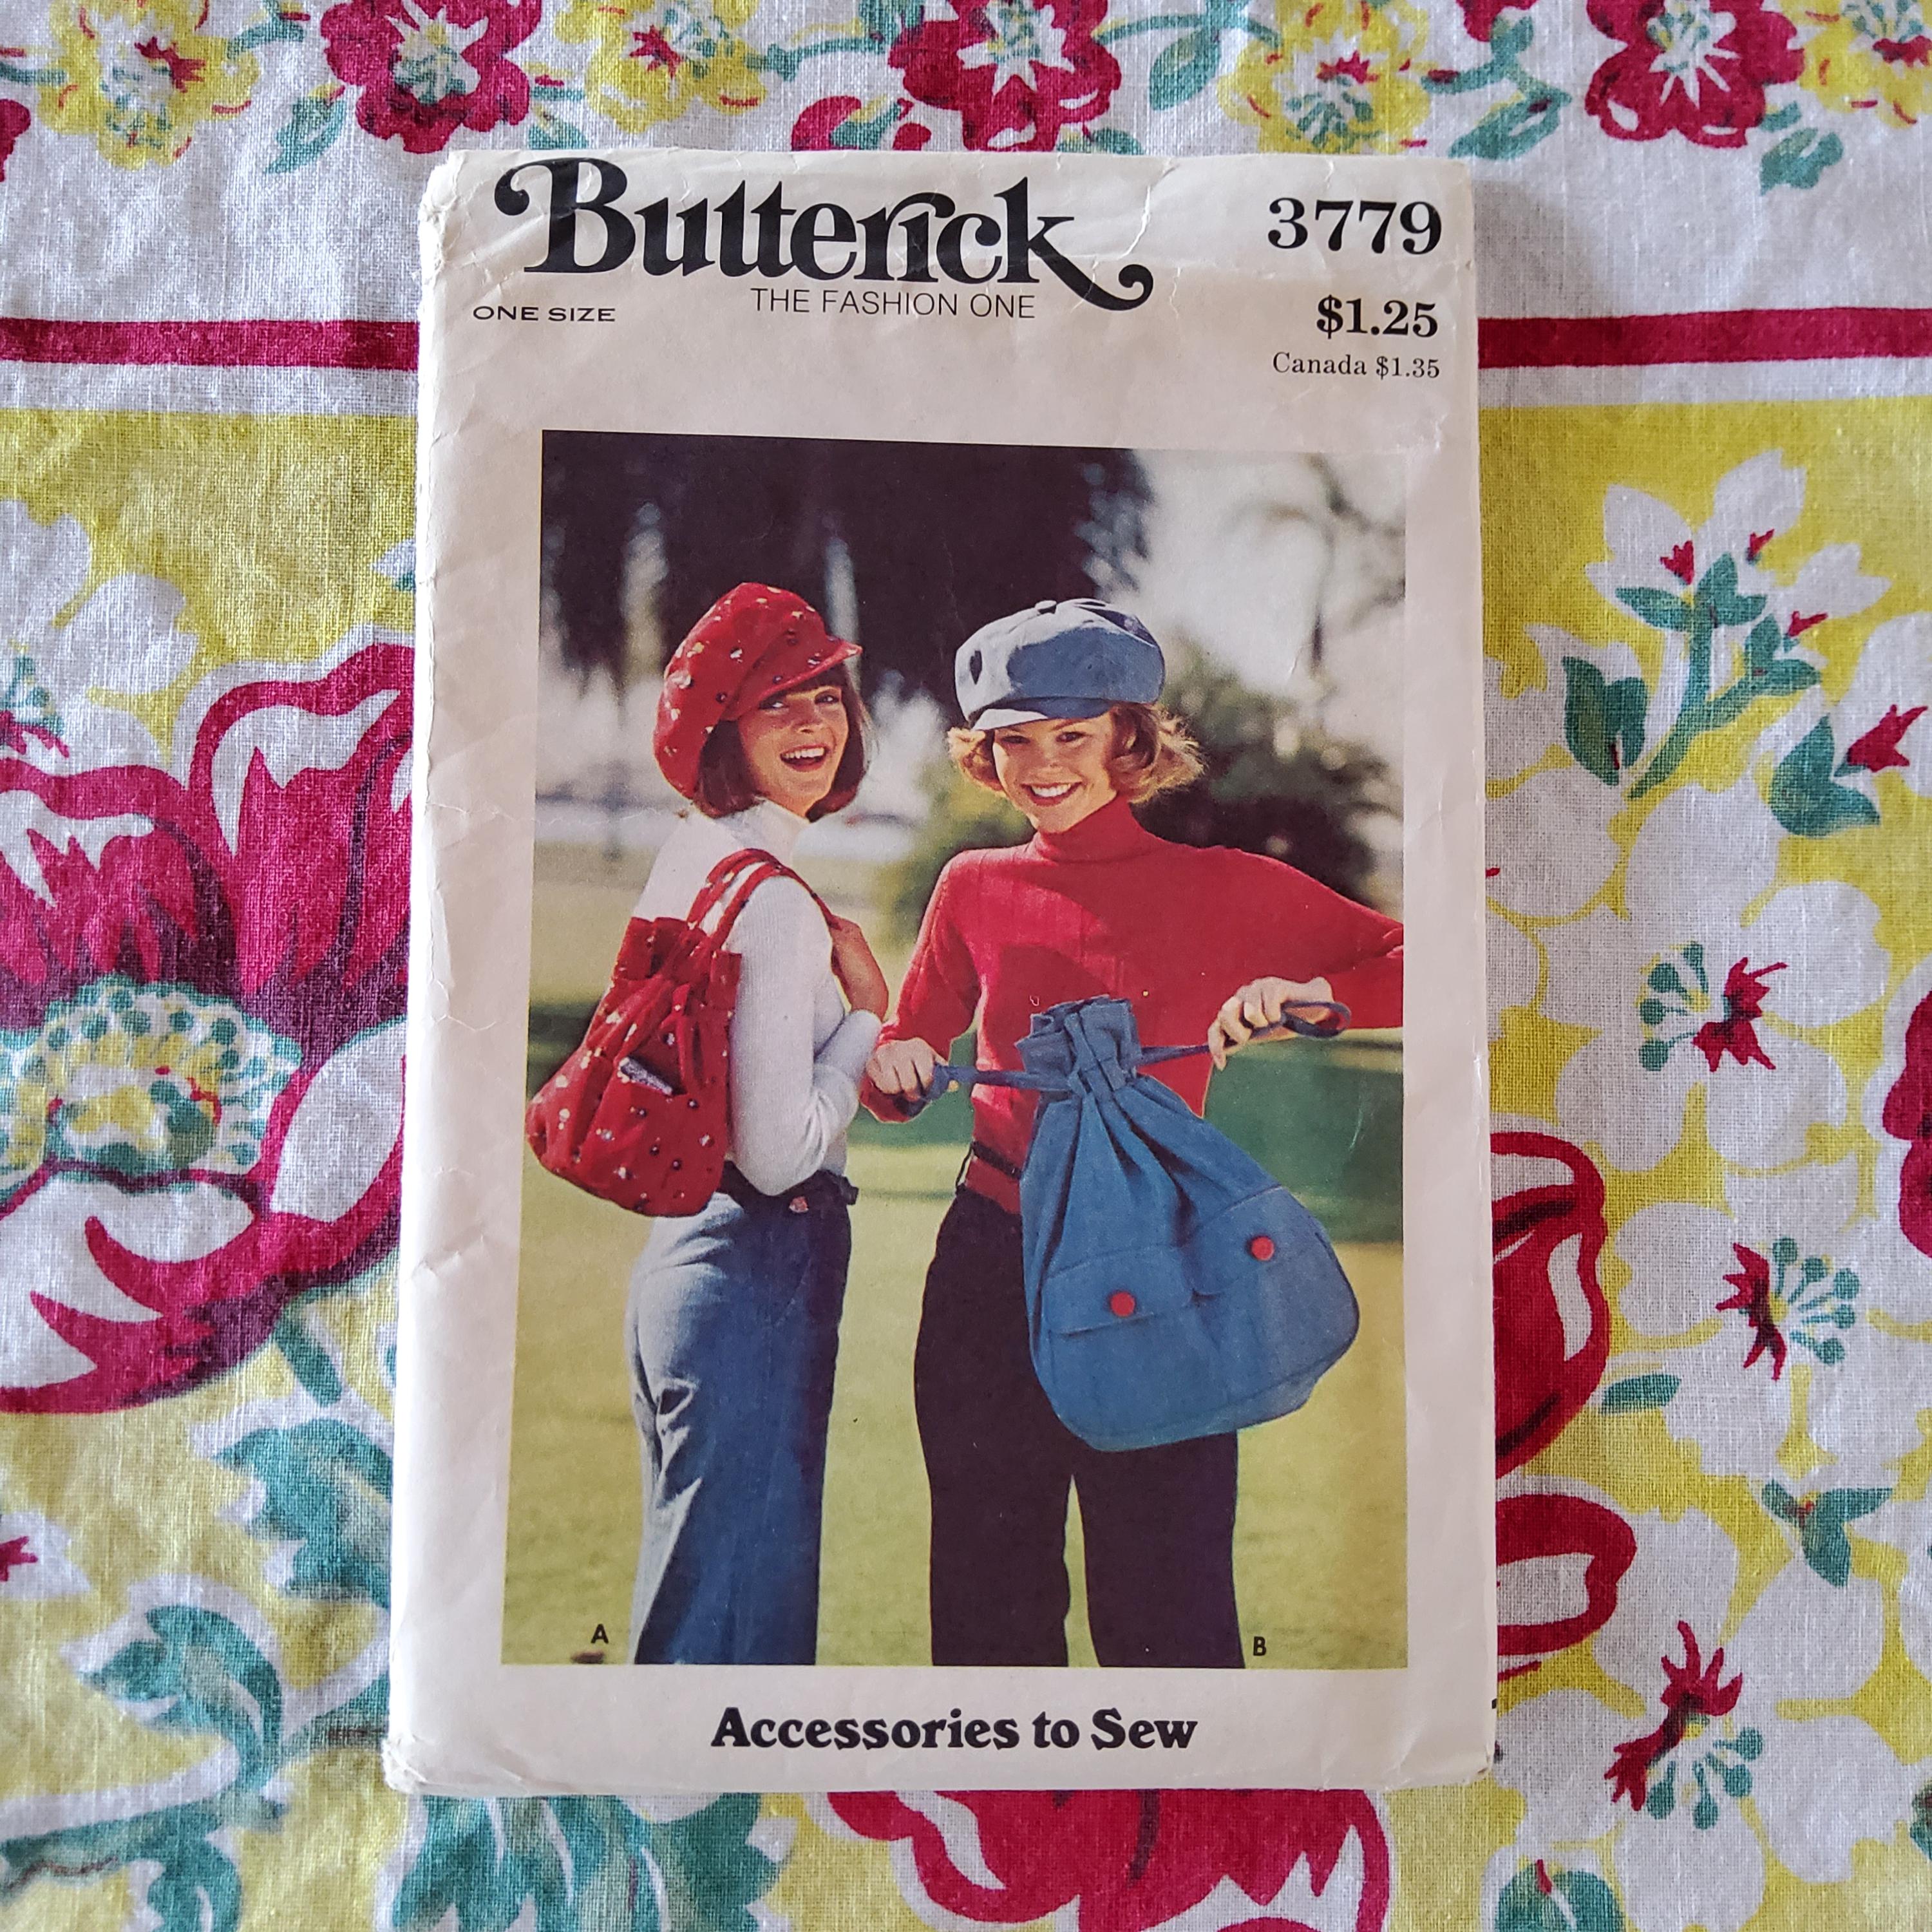 Butterick
3779
THE FASHION ONE
ONE SIZE
$1.25
Canada $1.35
A
B
Accessories to Sew